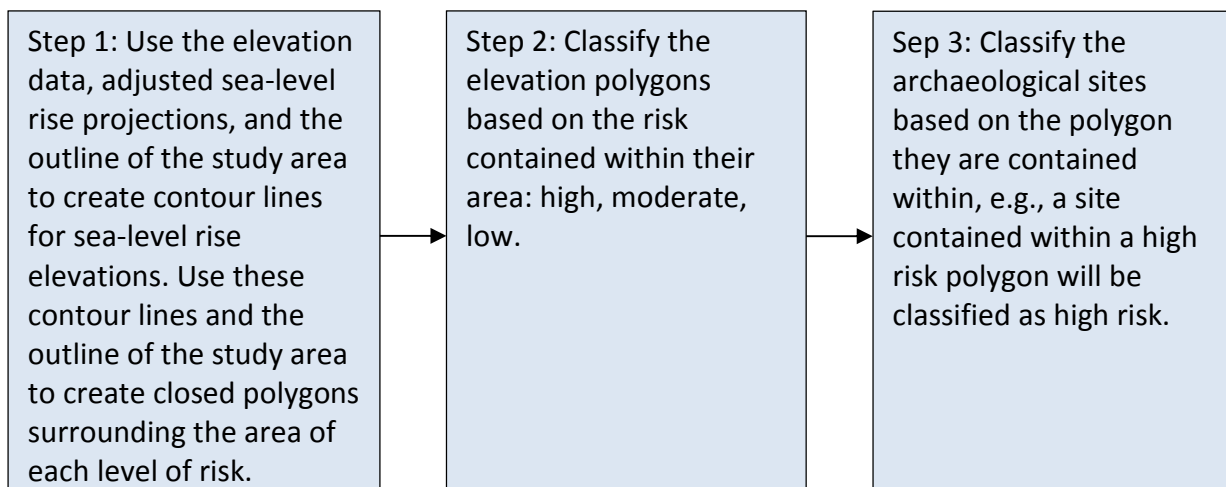 Step 1: Use the elevation
data, adjusted sea-level
rise projections, and the
outline of the study area
to create contour lines
for sea-level rise
elevations. Use these
contour lines and the
outline of the study area
to create closed polygons
surrounding the area of
each level of risk.
Step 2: Classify the
elevation polygons
based on the risk
contained within their
area: high, moderate,
low.
Sep 3: Classify the
archaeological sites
based on the polygon
they are contained
within, e.g., a site
contained within a high
risk polygon will be
classified as high risk.